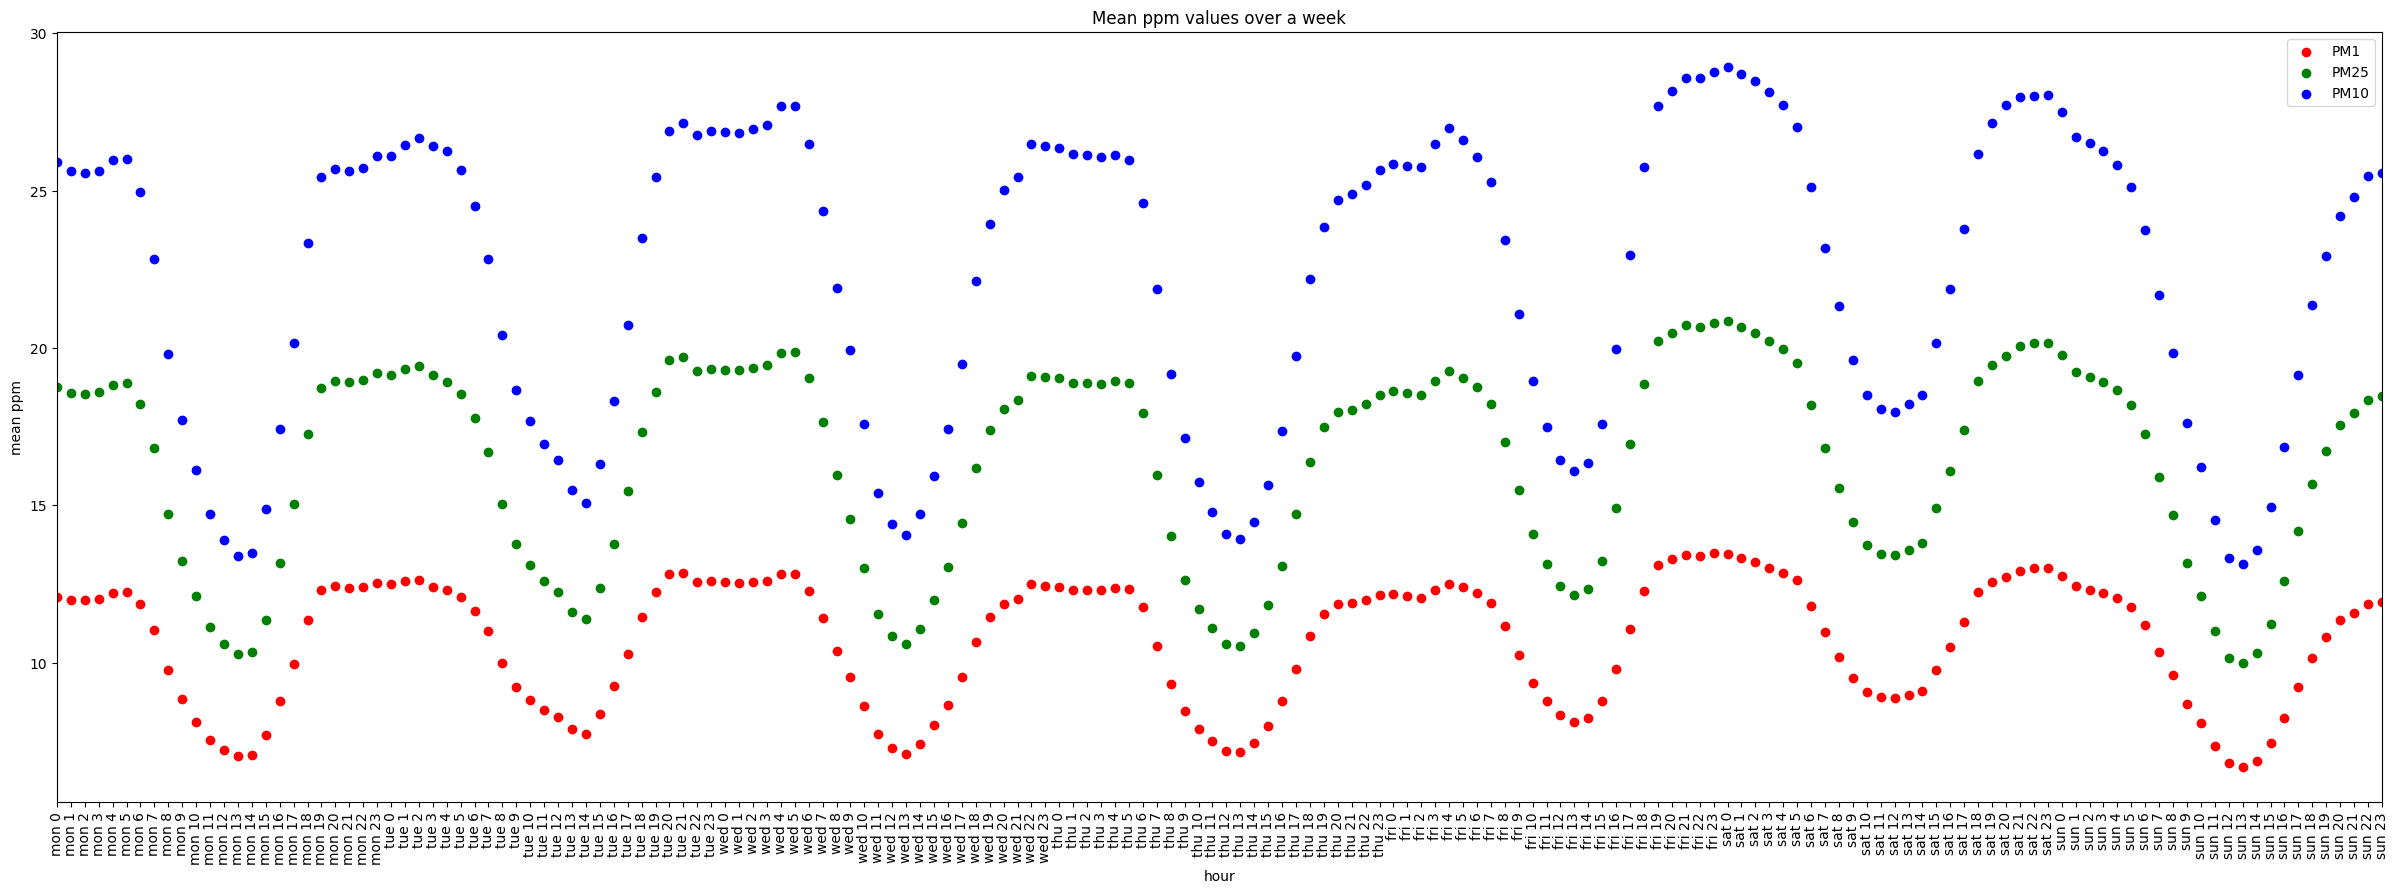 Mean ppm values over a week
30
25
20
15
10
mean ppm
PM1
PM25
PM10
mon 0
mon 1
mon 2
mon 3
mon 4
mon 5
mon 6
mon 7
mon 8
mon 9
mon 10
mon 11
mon 12
mon 13
mon 14
mon 15
mon 16
mon 17
mon 18
mon 19
mon 20
mon 21
mon 22
mon 23
tue 0
tue 1
tue 2
tue 3
tue 4
tue 5
tue 6
tue 7
tue 8
tue 9
tue 10
tue 11
tue 12
tue 13
tue 14
tue 15
tue 16
tue 17
tue 18
tue 19
tue 20
tue 21
tue 22
tue 23
wed 0
wed 1
wed 2
wed 3
wed 4
wed 5
wed 6
wed 7
wed 8
wed 9
wed 10
wed 11
wed 12
wed 13
wed 14
wed 15
wed 16
wed 17
wed 18
wed 19
wed 20
wed 21
wed 22
wed 23
thu 0
thu 1
thu 2
thu 3
thu 4
thu 5
thu 6
thu 7
thu 8
thu 9
thu 10
thu 11
thu 12
thu 13
thu 14
thu 15
thu 16
thu 17
thu 18
thu 19
thu 20
thu 21
thu 22
thu 23
fri 0
fri 1
fri 2
fri 3
fri 4
fri 5
fri 6
fri 7
fri 8
fri 9
fri 10
fri 11
fri 12
fri 13
fri 14
fri 15
fri 16
fri 17
fri 18
fri 19
fri 20
fri 21
fri 22
fri 23
sat 0
sat 1
sat 2
sat 3
sat 4
sat 5
sat 6
sat 7
sat 8
sat 9
sat 10
sat 11
sat 12
sat 13
sat 14
sat 15
sat 16
sat 17
sat 18
sat 19
sat 20
sat 21
sat 22
sat 23
sun 0
sun 1
sun 2
sun 3
sun 4
sun 5
sun 6
sun 7
sun 8
sun 9
sun 10
sun 11
sun 12
sun 13
sun 14
sun 15
sun 16
sun 17
sun 18
sun 19
sun 20
sun 21
sun 22
sun 23
hour